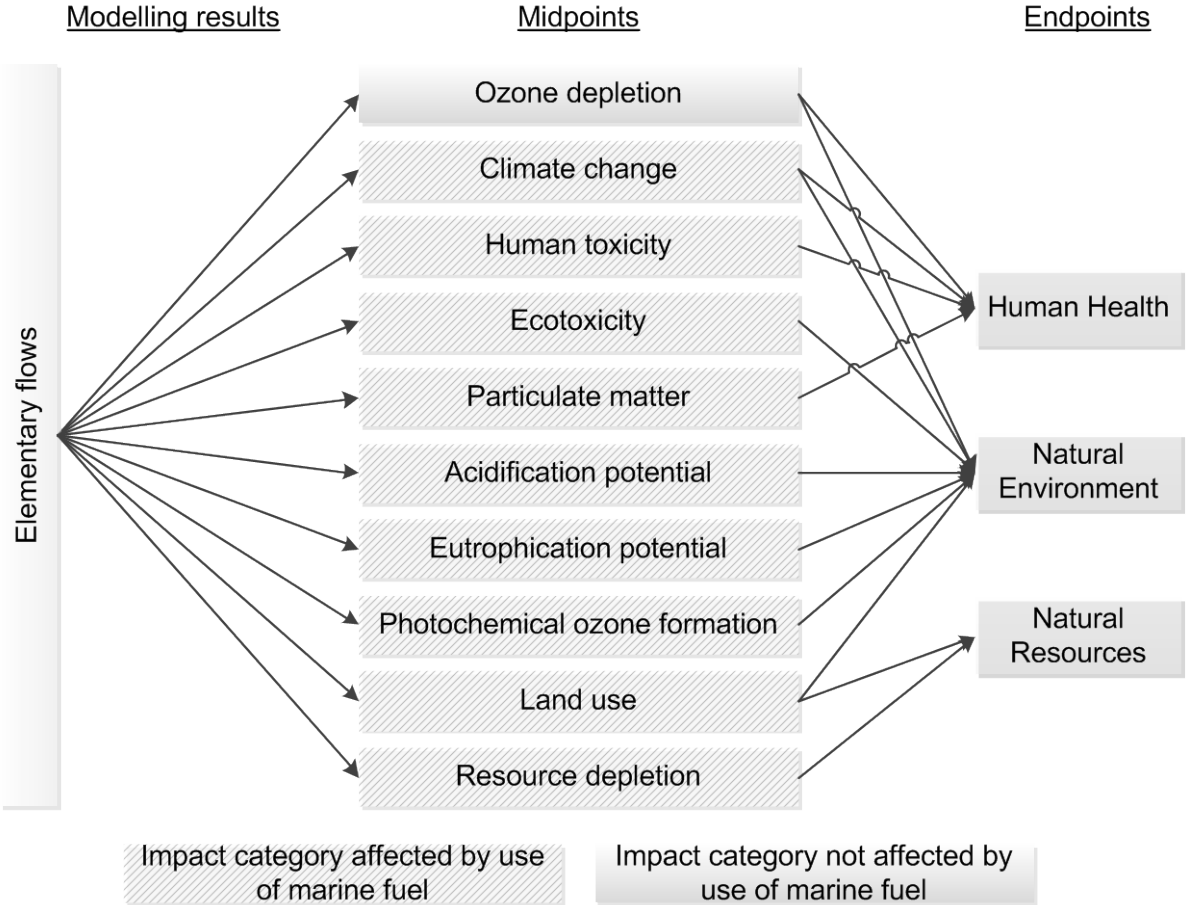 Modelling results
Midpoints
Endpoints
Elementary flows
Ozone depletion
Climate change
Human toxicity
Ecotoxicity
Particulate matter
Acidification potential
Eutrophication potential
Photochemical ozone formation
Land use
Resource depletion
Human Health
Natural
Environment
Natural
Resources
Impact category affected by use
of marine fuel
Impact category not affected by
use of marine fuel